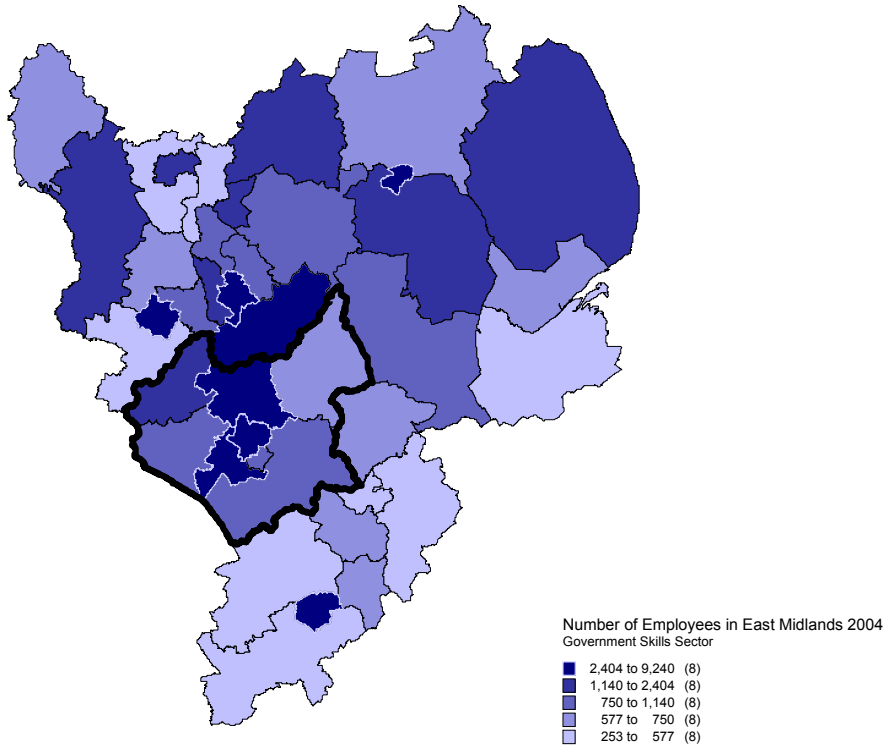 Number of Employees in East Midlands 2004
Government Skills Sector
2,404 to 9,240 (8)
1,140 to 2,404 (8)
750 to 1,140 (8)
577 to 750 (8)
253 to 577 (8)